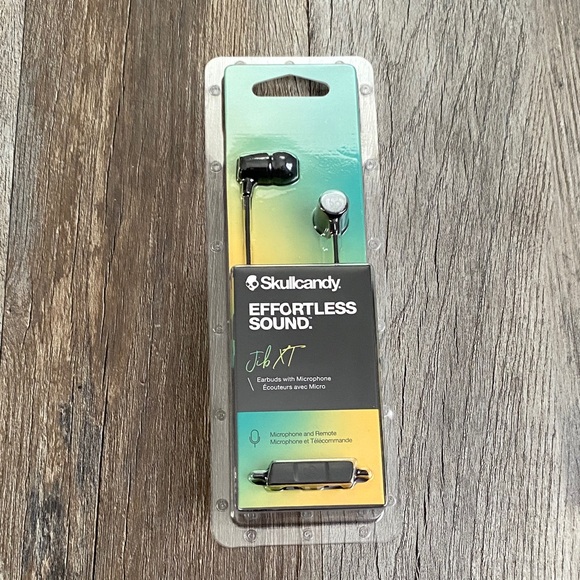 Skullcandy.
EFFORTLESS
SOUND.
Jib XT
Earbuds with Microphone
Écouteurs avec Micro
Microphone and Remote
Microphone et Télécommande